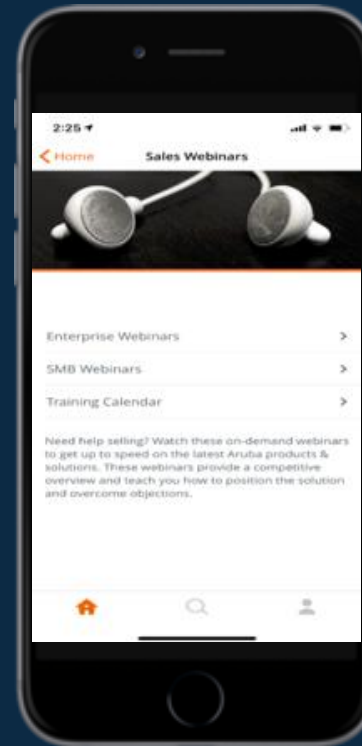 2:25
Home
Sales Webinars
Enterprise Webinars
SMB Webinars
Training Calendar
Need help selling? Watch these on-demand webinars
to get up to speed on the latest Aruba products &
solutions. These webinars provide a competitive
overview and teach you how to position the solution
and overcome objections.